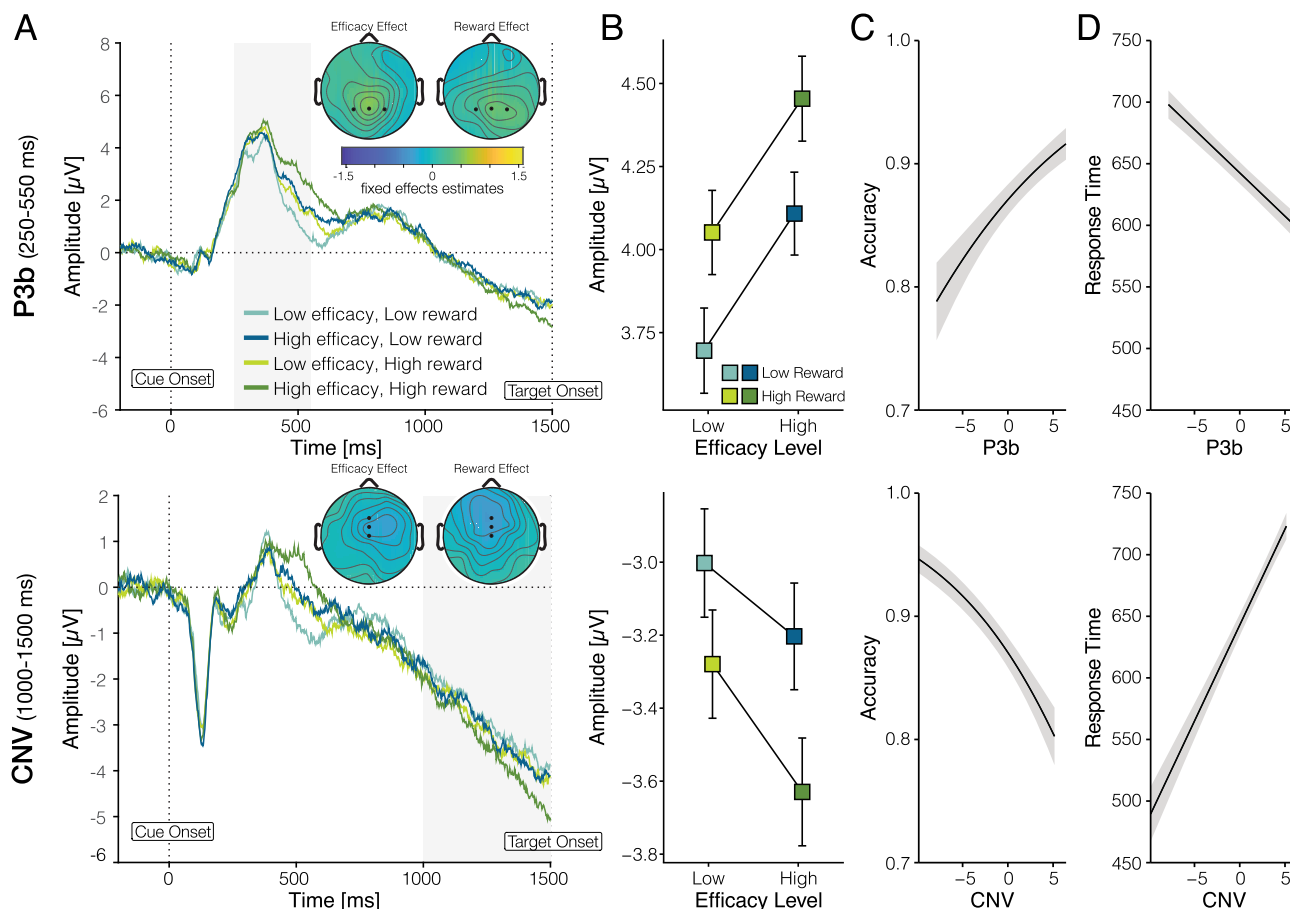 A
P3b (250-550 ms)
Amplitude [µV]
8
6
4
2
0
-2
-4
-6
Efficacy Effect
Reward Effect
-1.5
0
1.5
fixed effects estimates
Low efficacy, Low reward
High efficacy, Low reward
Low efficacy, High reward
High efficacy, High reward
Cue Onset
Target Onset
0
500
1000
1500
Time [ms]
B
Amplitude [µV]
4.50
4.25
4.00
3.75
Low Reward
High Reward
Low
High
Efficacy Level
C
Accuracy
1.0
0.9
0.8
0.7
−5
0
5
P3b
D
Response Time
750
700
650
600
550
500
450
−5
0
5
P3b
CNV (1000-1500 ms)
Amplitude [µV]
2
1
0
-1
-2
-3
-4
-5
-6
Efficacy Effect
Reward Effect
Cue Onset
Target Onset
0
500
1000
1500
Time [ms]
Amplitude [µV]
−3.0
−3.2
−3.4
−3.6
−3.8
Low
High
Efficacy Level
Accuracy
1.0
0.9
0.8
0.7
−5
0
5
CNV
Response Time
750
700
650
600
550
500
450
−5
0
5
CNV